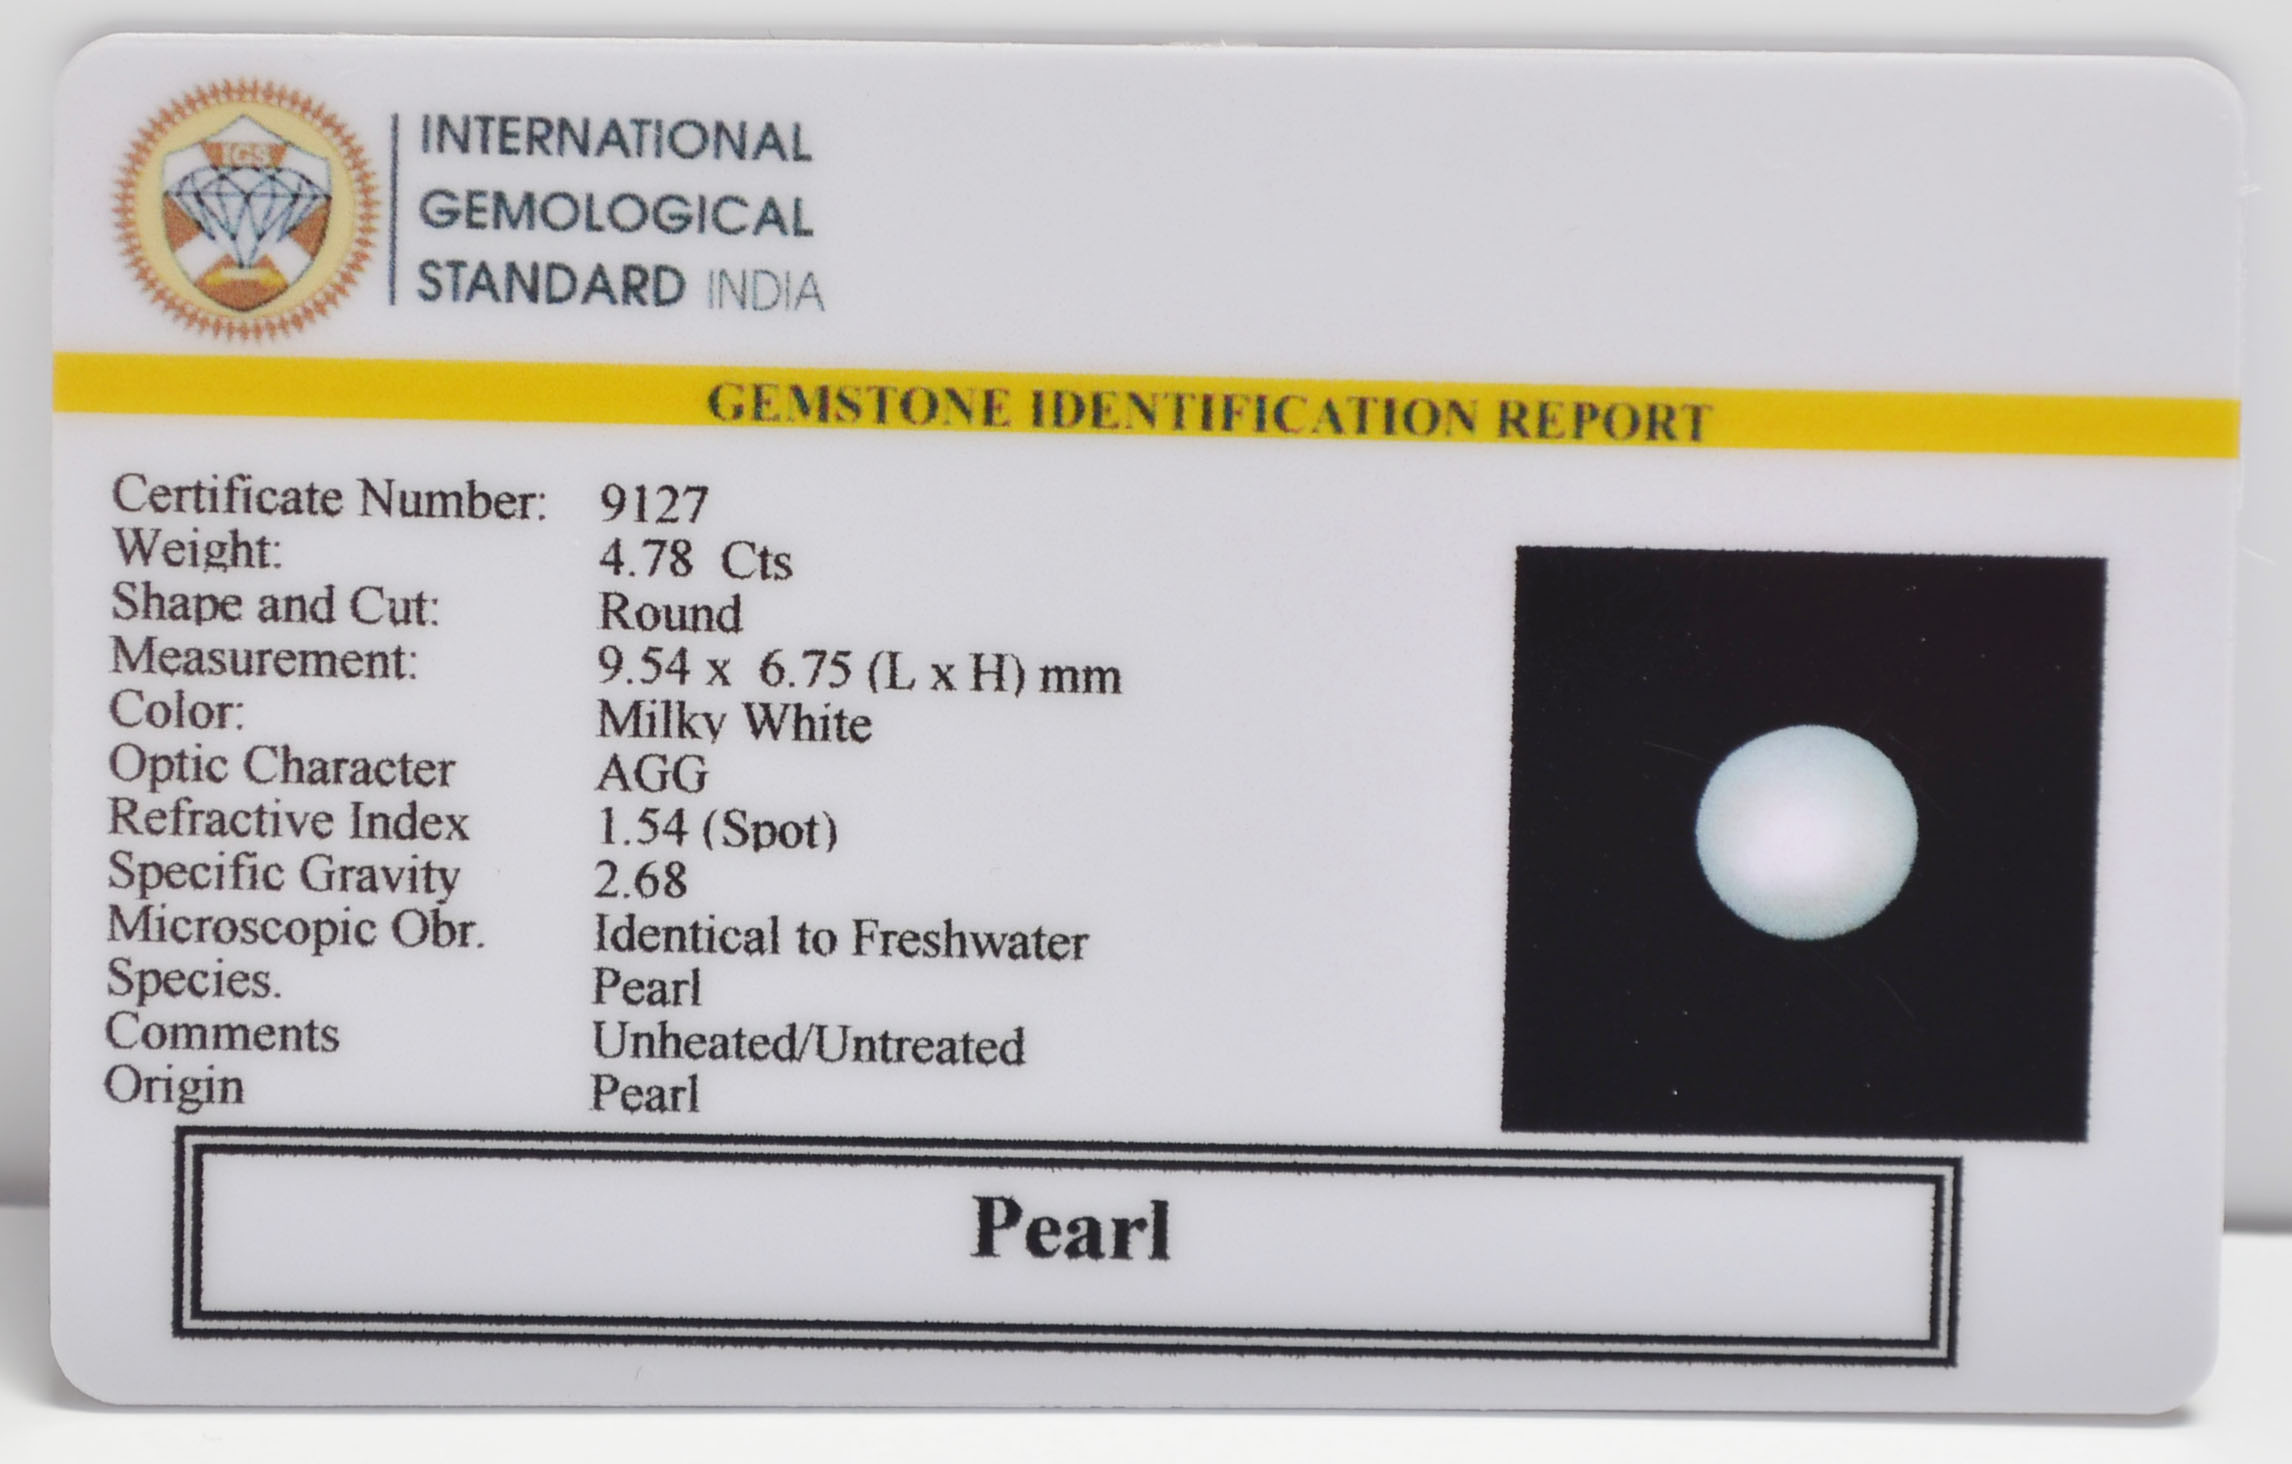 IGS
INTERNATIONAL
GEMOLOGICAL
STANDARD INDIA
GEMSTONE IDENTIFICATION REPORT
Certificate Number: 9127
Weight: 4.78 Cts
Shape and Cut: Round
Measurement: 9.54 x 6.75 (L x H) mm
Color: Milky White
Optic Character AGG
Refractive Index 1.54 (Spot)
Specific Gravity 2.68
Microscopic Obr. Identical to Freshwater
Species. Pearl
Comments Unheated/Untreated
Origin Pearl
Pearl